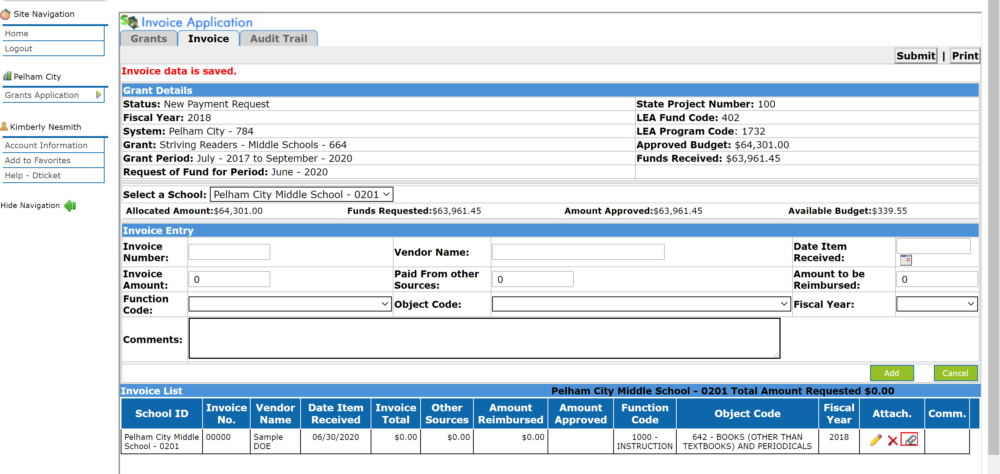 Site Navigation
Home
Logout
Pelham City
Grants Application
Kimberly Nesmith
Account Information
Add to Favorites
Help - Dticket
Hide Navigation
Invoice Application
Grants Invoice Audit Trail
Submit | Print
Invoice data is saved.
Grant Details
Status: New Payment Request State Project Number: 100
Fiscal Year: 2018 LEA Fund Code: 402
System: Pelham City - 784 LEA Program Code: 1732
Grant: Striving Readers - Middle Schools - 664 Approved Budget: $64,301.00
Grant Period: July - 2017 to September - 2020 Funds Received: $63,961.45
Request of Fund for Period: June - 2020
Select a School: Pelham City Middle School - 0201
Allocated Amount:$64,301.00 Funds Requested:$63,961.45 Amount Approved:$63,961.45 Available Budget:$339.55
Invoice Entry
Invoice Number: Vendor Name: Date Item Received:
Invoice Amount: 0 Paid From other Sources: 0 Amount to be Reimbursed: 0
Function Code: Object Code: Fiscal Year:
Comments:
Add Cancel
Invoice List Pelham City Middle School - 0201 Total Amount Requested $0.00
School ID Invoice No. Vendor Name Date Item Received Invoice Total Other Sources Amount Reimbursed Amount Approved Function Code Object Code Fiscal Year Attach. Comm.
Pelham City Middle School - 0201 00000 Sample DOE 06/30/2020 $0.00 $0.00 $0.00 1000 - INSTRUCTION 642 - BOOKS (OTHER THAN TEXTBOOKS) AND PERIODICALS 2018